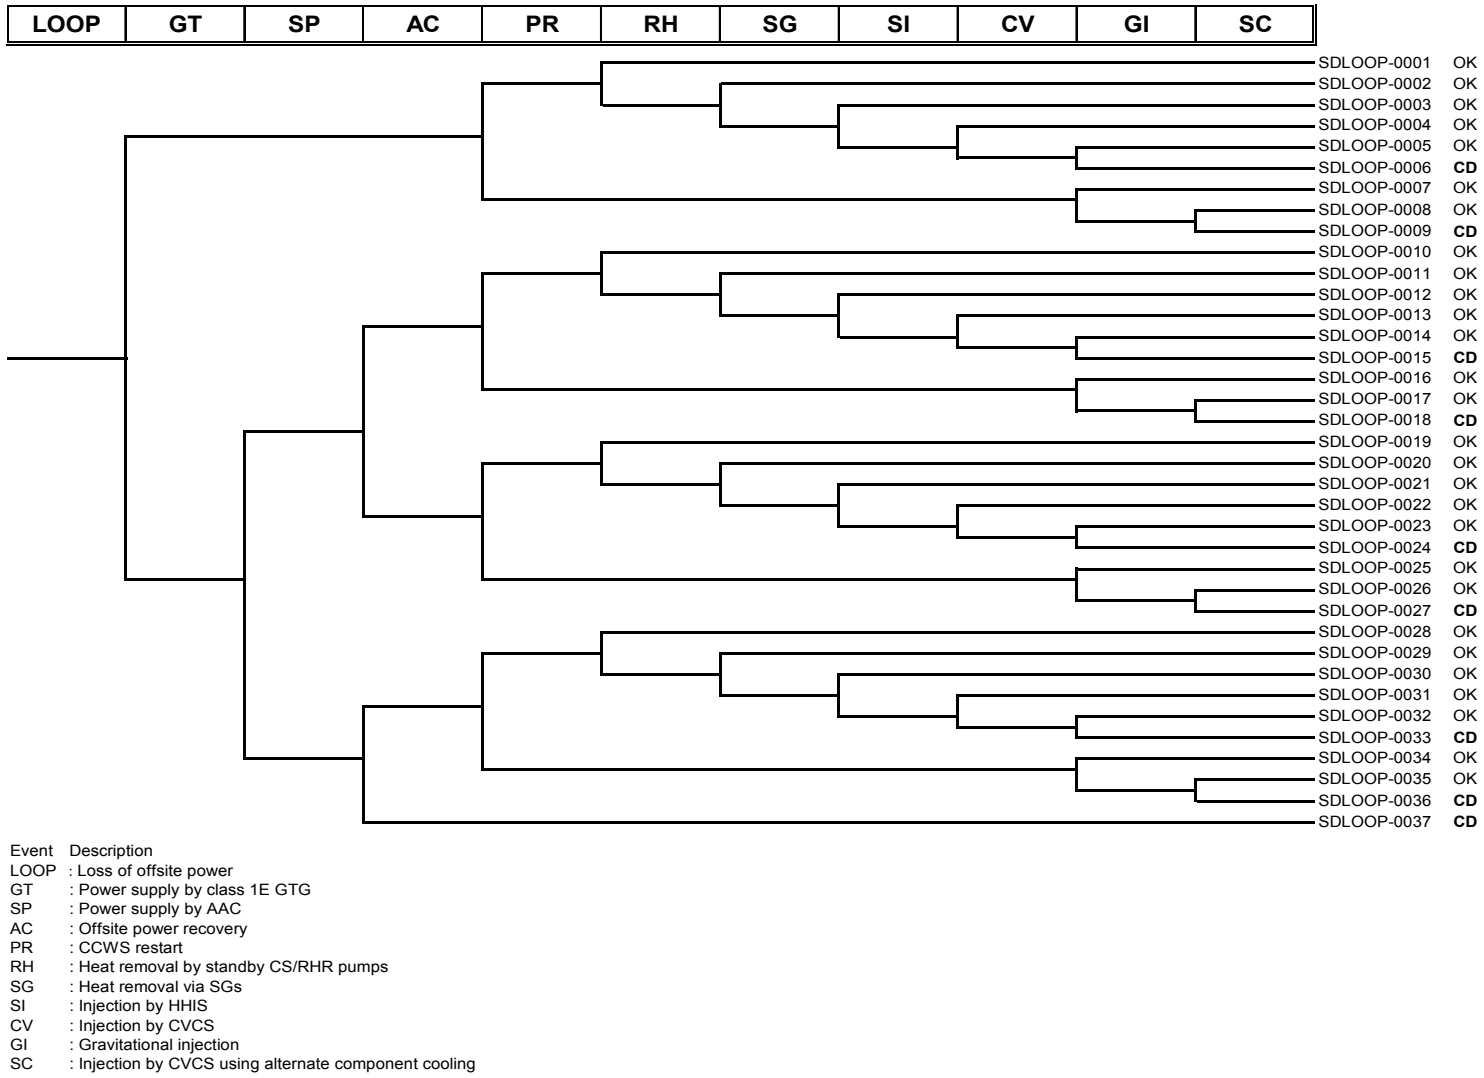 LOOP GT SP AC PR RH SG SI CV GI SC
SDLOOP-0001 OK
SDLOOP-0002 OK
SDLOOP-0003 OK
SDLOOP-0004 OK
SDLOOP-0005 OK
SDLOOP-0006 CD
SDLOOP-0007 OK
SDLOOP-0008 OK
SDLOOP-0009 CD
SDLOOP-0010 OK
SDLOOP-0011 OK
SDLOOP-0012 OK
SDLOOP-0013 OK
SDLOOP-0014 OK
SDLOOP-0015 CD
SDLOOP-0016 OK
SDLOOP-0017 OK
SDLOOP-0018 CD
SDLOOP-0019 OK
SDLOOP-0020 OK
SDLOOP-0021 OK
SDLOOP-0022 OK
SDLOOP-0023 OK
SDLOOP-0024 CD
SDLOOP-0025 OK
SDLOOP-0026 OK
SDLOOP-0027 CD
SDLOOP-0028 OK
SDLOOP-0029 OK
SDLOOP-0030 OK
SDLOOP-0031 OK
SDLOOP-0032 OK
SDLOOP-0033 CD
SDLOOP-0034 OK
SDLOOP-0035 OK
SDLOOP-0036 CD
SDLOOP-0037 CD
Event Description
LOOP : Loss of offsite power
GT : Power supply by class 1E GTG
SP : Power supply by AAC
AC : Offsite power recovery
PR : CCWS restart
RH : Heat removal by standby CS/RHR pumps
SG : Heat removal via SGs
SI : Injection by HHIS
CV : Injection by CVCS
GI : Gravitational injection
SC : Injection by CVCS using alternate component cooling